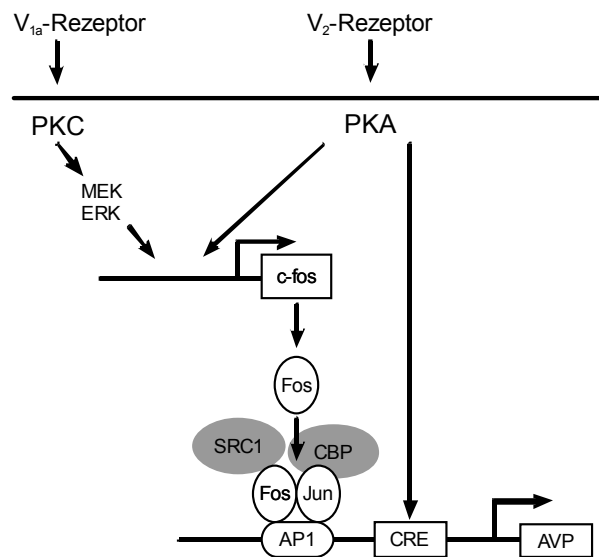 V1a-Rezeptor
V2-Rezeptor
PKC
PKA
MEK
ERK
c-fos
Fos
SRC1
CBP
Fos
Jun
AP1
CRE
AVP